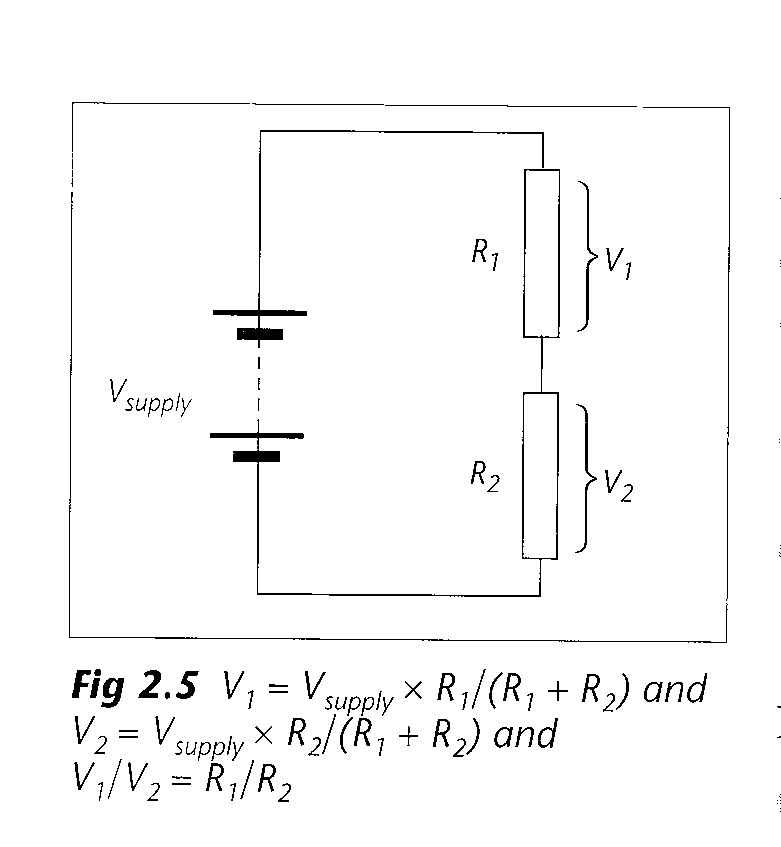 R1
V1
Vsupply
R2
V2
Fig 2.5 V1 = Vsupply × R1/(R1 + R2) and
V2 = Vsupply × R2/(R1 + R2) and
V1/V2 = R1/R2